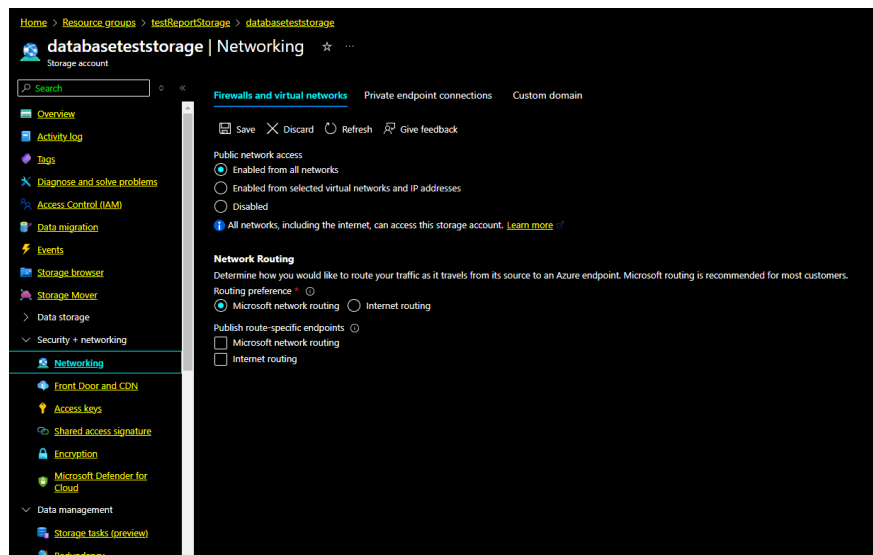 Home > Resource groups > testReportStorage > databaseteststorage
databaseteststorage | Networking
Storage account
Search
Overview
Activity log
Tags
Diagnose and solve problems
Access Control (IAM)
Data migration
Events
Storage browser
Storage Mover
Data storage
Security + networking
Networking
Front Door and CDN
Access keys
Shared access signature
Encryption
Microsoft Defender for
Cloud
Data management
Storage tasks (preview)
Redundancy
Firewalls and virtual networks Private endpoint connections Custom domain
Save Discard Refresh Give feedback
Public network access
Enabled from all networks
Enabled from selected virtual networks and IP addresses
Disabled
All networks, including the internet, can access this storage account. Learn more
Network Routing
Determine how you would like to route your traffic as it travels from its source to an Azure endpoint. Microsoft routing is recommended for most customers.
Routing preference *
Microsoft network routing Internet routing
Publish route-specific endpoints
Microsoft network routing
Internet routing